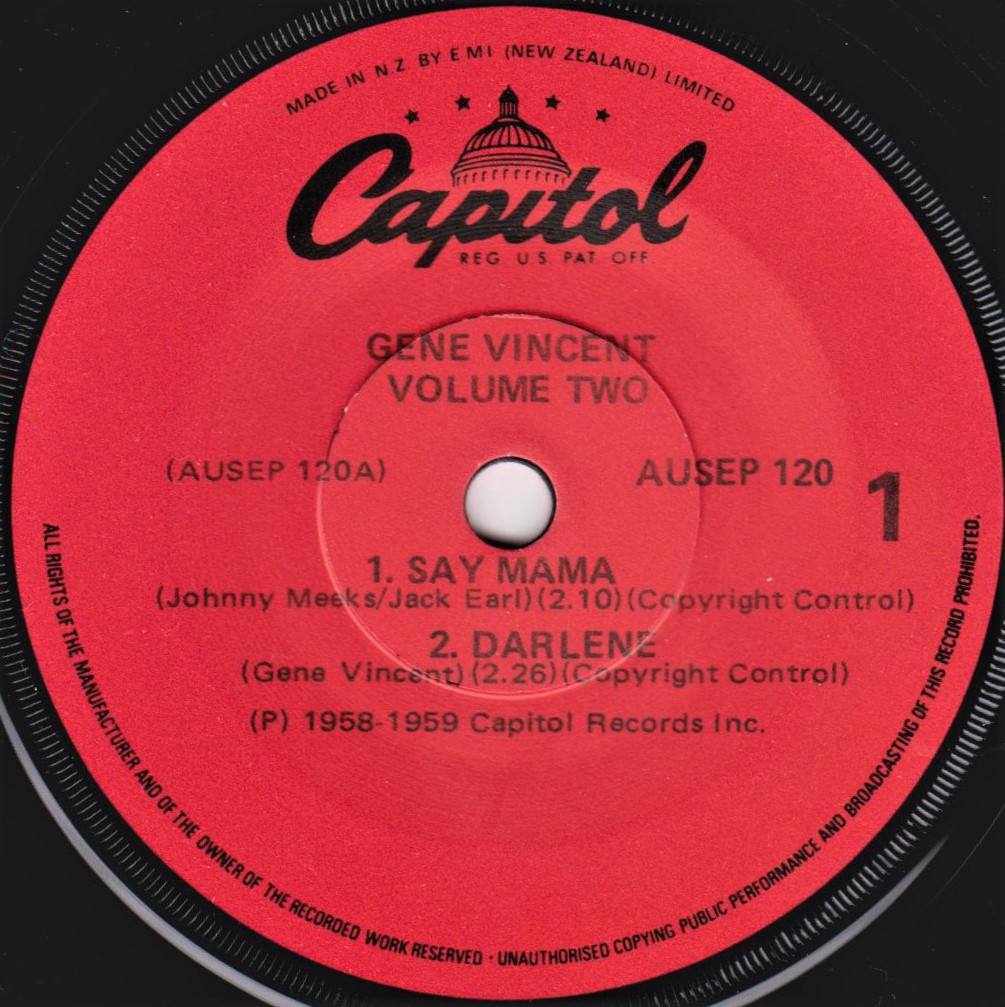 MADE IN N.Z. BY EMI (NEW ZEALAND) LIMITED
Capitol
REG. U.S. PAT. OFF.
GENE VINCENT
VOLUME TWO
(AUSEP 120A)
AUSEP 120
1
1. SAY MAMA
(Johnny Meeks/Jack Earl)(2.10)(Copyright Control)
2. DARLENE
(Gene Vincent)(2.26)(Copyright Control)
(P) 1958-1959 Capitol Records Inc.
ALL RIGHTS OF THE MANUFACTURER AND OF THE OWNER OF THE RECORDED WORK RESERVED · UNAUTHORISED COPYING PUBLIC PERFORMANCE AND BROADCASTING OF THIS RECORD PROHIBITED.